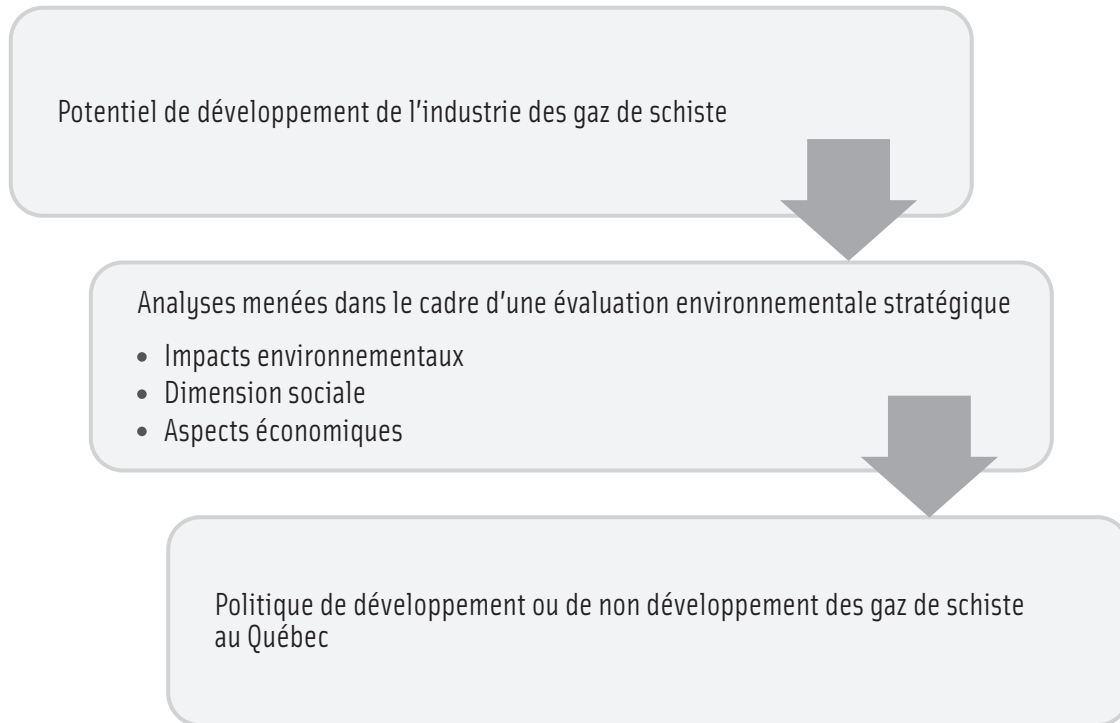 Potentiel de développement de l'industrie des gaz de schiste
Analyses menées dans le cadre d'une évaluation environnementale stratégique
• Impacts environnementaux
• Dimension sociale
• Aspects économiques
Politique de développement ou de non développement des gaz de schiste
au Québec